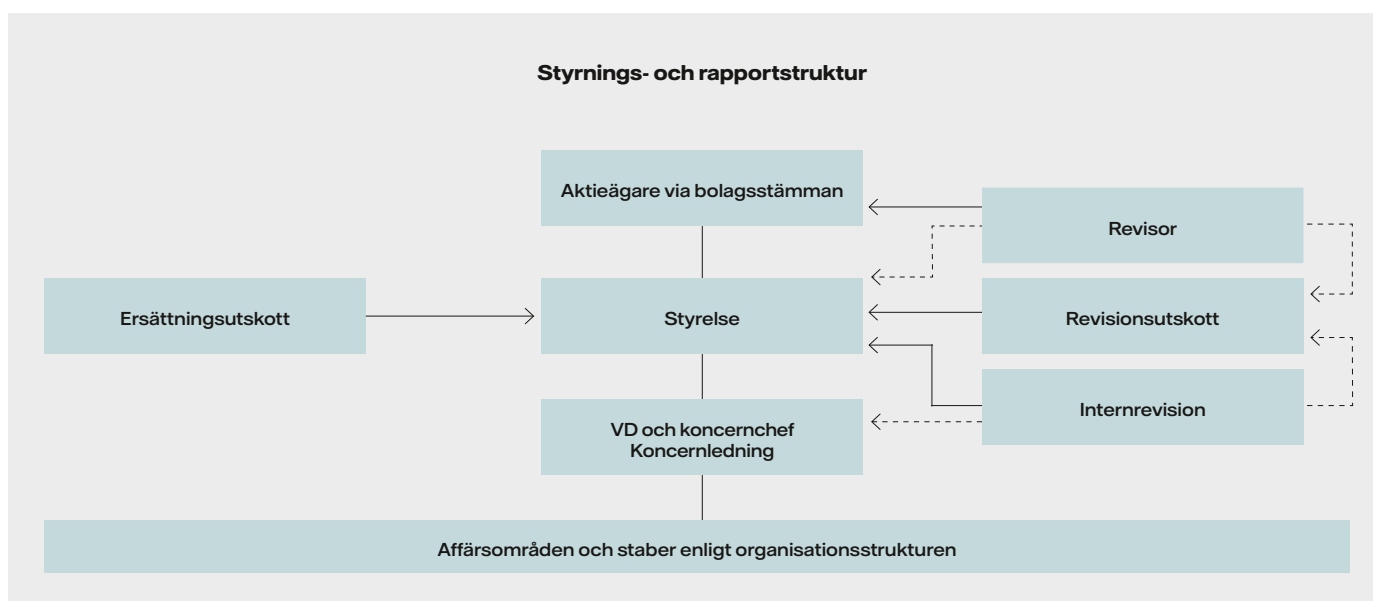 Styrnings- och rapportstruktur
Aktieägare via bolagsstämman
Revisor
Ersättningsutskott
Styrelse
Revisionsutskott
Internrevision
VD och koncernchef
Koncernledning
Affärsområden och staber enligt organisationsstrukturen